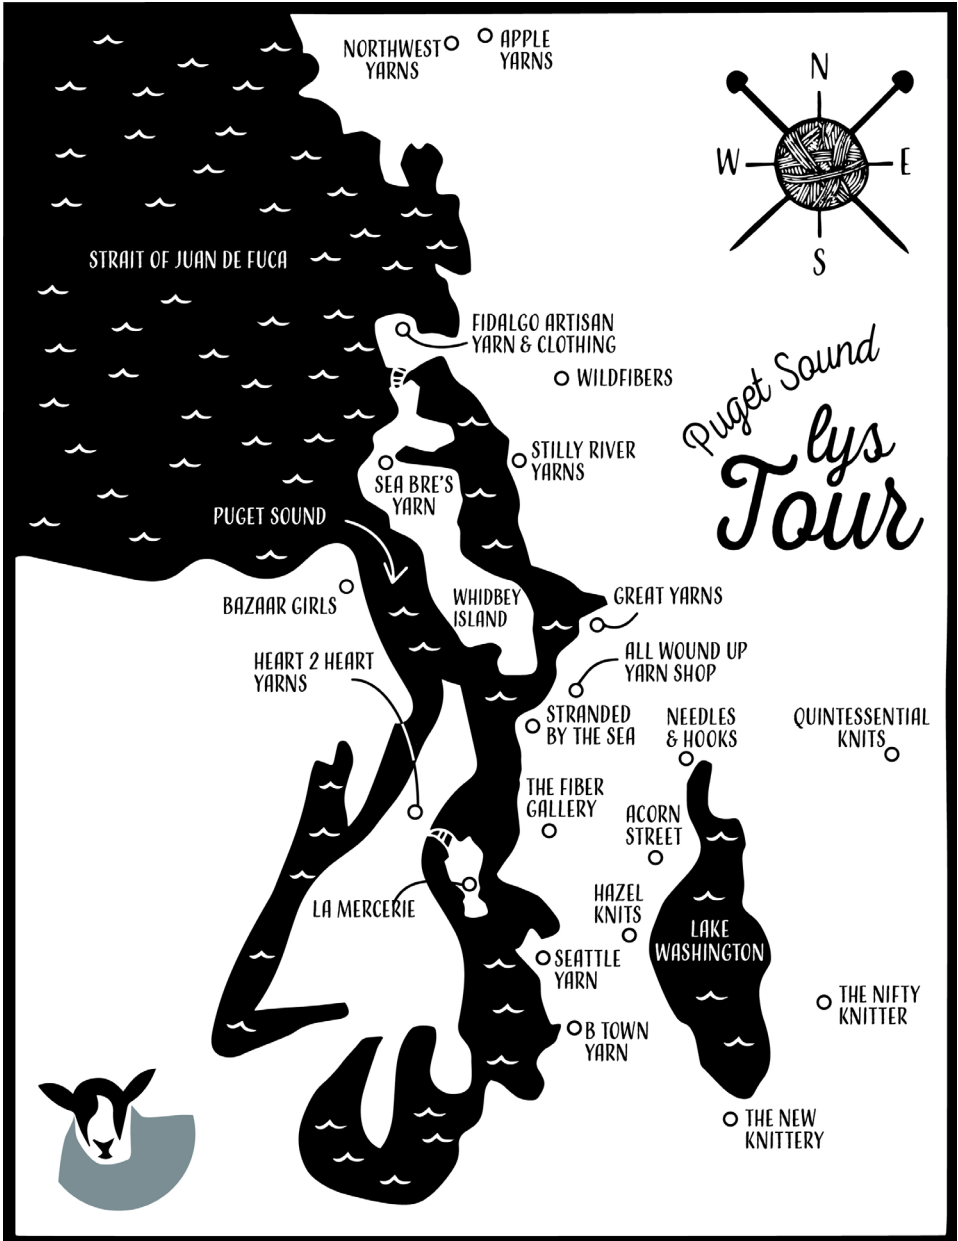 NORTHWEST
YARNS
APPLE
YARNS
N
W
E
S
STRAIT OF JUAN DE FUCA
FIDALGO ARTISAN
YARN & CLOTHING
WILDFIBERS
Puget Sound
lys
Tour
STILLY RIVER
YARNS
SEA BRE'S
YARN
PUGET SOUND
BAZAAR GIRLS
WHIDBEY
ISLAND
GREAT YARNS
HEART 2 HEART
YARNS
ALL WOUND UP
YARN SHOP
STRANDED
BY THE SEA
NEEDLES
& HOOKS
QUINTESSENTIAL
KNITS
THE FIBER
GALLERY
ACORN
STREET
LA MERCERIE
HAZEL
KNITS
LAKE
WASHINGTON
SEATTLE
YARN
THE NIFTY
KNITTER
B TOWN
YARN
THE NEW
KNITTERY